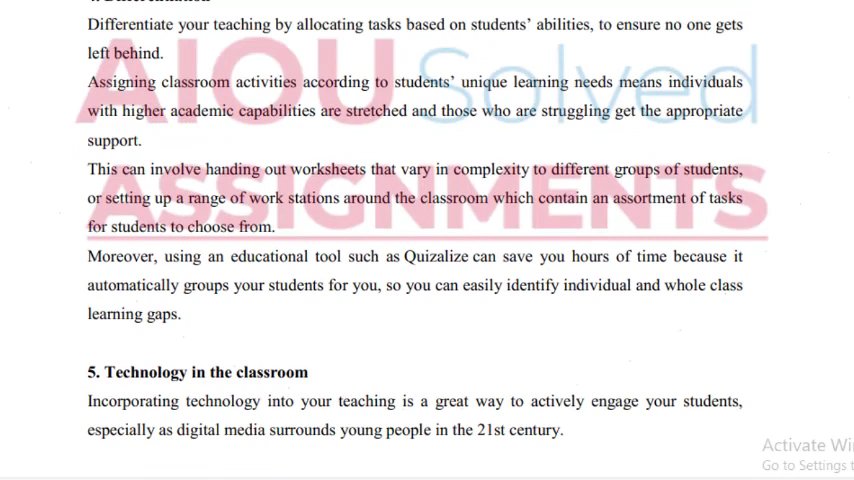 Differentiate your teaching by allocating tasks based on students' abilities, to ensure no one gets
left behind.
AIOU Solved
Assigning classroom activities according to students' unique learning needs means individuals
with higher academic capabilities are stretched and those who are struggling get the appropriate
support.
This can involve handing out worksheets that vary in complexity to different groups of students,
ASSIGNMENTS
or setting up a range of work stations around the classroom which contain an assortment of tasks
for students to choose from.
Moreover, using an educational tool such as Quizalize can save you hours of time because it
automatically groups your students for you, so you can easily identify individual and whole class
learning gaps.
5. Technology in the classroom
Incorporating technology into your teaching is a great way to actively engage your students,
especially as digital media surrounds young people in the 21st century.
Activate Wi
Go to Settings t